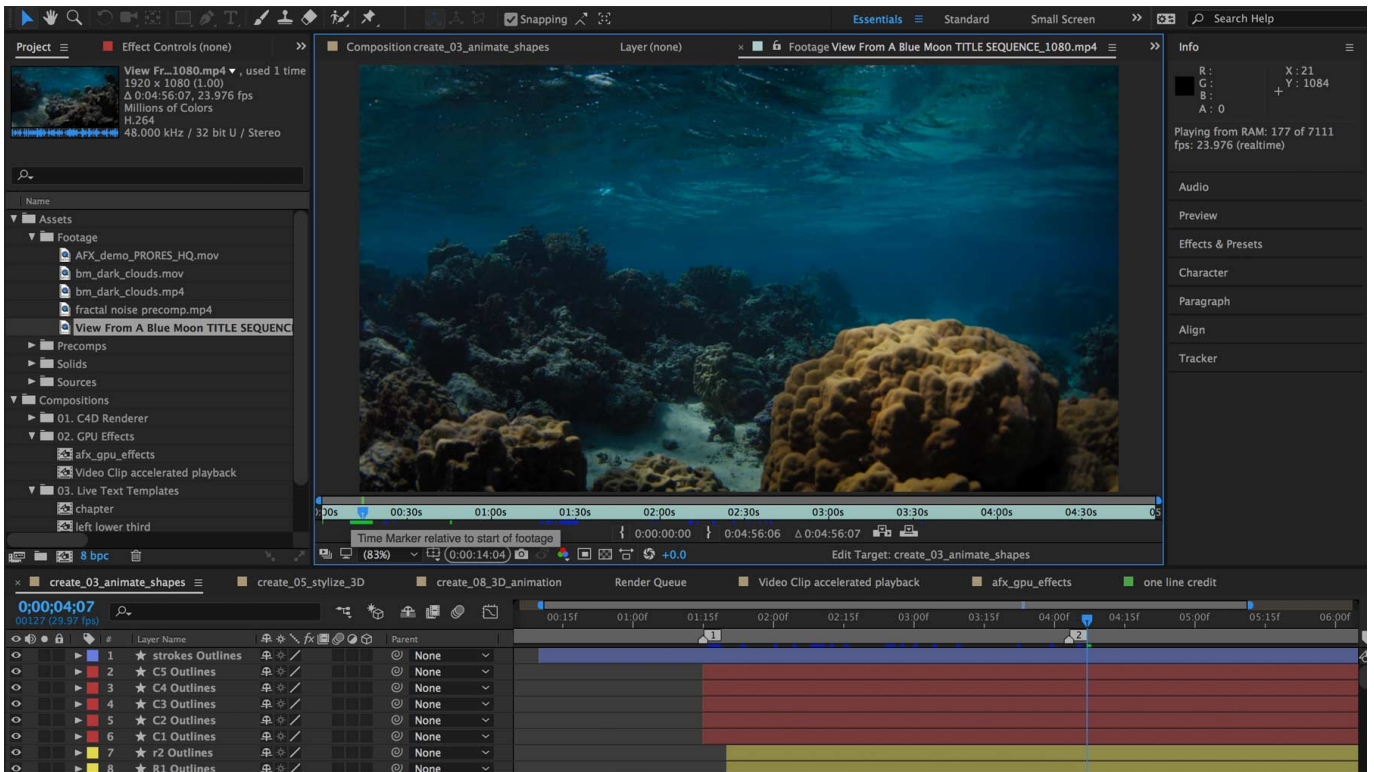 Snapping
Essentials
Standard
Small Screen
Search Help
Project
Effect Controls (none)
Composition create_03_animate_shapes
Layer (none)
Footage View From A Blue Moon TITLE SEQUENCE_1080.mp4
Info
View Fr...1080.mp4 , used 1 time
1920 x 1080 (1.00)
Δ 0:04:56:07, 23.976 fps
Millions of Colors
H.264
48.000 kHz / 32 bit U / Stereo
R :
G :
B :
A : 0
X : 21
Y : 1084
Playing from RAM: 177 of 7111
fps: 23.976 (realtime)
Name
Assets
Footage
AFX_demo_PRORES_HQ.mov
bm_dark_clouds.mov
bm_dark_clouds.mp4
fractal noise precomp.mp4
View From A Blue Moon TITLE SEQUENC
Precomps
Solids
Sources
Compositions
01. C4D Renderer
02. GPU Effects
afx_gpu_effects
Video Clip accelerated playback
03. Live Text Templates
chapter
left lower third
8 bpc
Audio
Preview
Effects & Presets
Character
Paragraph
Align
Tracker
00s 00:30s 01:00s 01:30s 02:00s 02:30s 03:00s 03:30s 04:00s 04:30s 05
Time Marker relative to start of footage
0:00:00:00 0:04:56:06 Δ 0:04:56:07
(83%) (0:00:14:04) +0.0 Edit Target: create_03_animate_shapes
create_03_animate_shapes
create_05_stylize_3D
create_08_3D_animation
Render Queue
Video Clip accelerated playback
afx_gpu_effects
one line credit
0;00;04;07
00127 (29.97 fps)
00:15f 01:00f 01:15f 02:00f 02:15f 03:00f 03:15f 04:00f 04:15f 05:00f 05:15f 06:00f
# Layer Name fx Parent
1 2
1 strokes Outlines None
2 C5 Outlines None
3 C4 Outlines None
4 C3 Outlines None
5 C2 Outlines None
6 C1 Outlines None
7 r2 Outlines None
8 R1 Outlines None